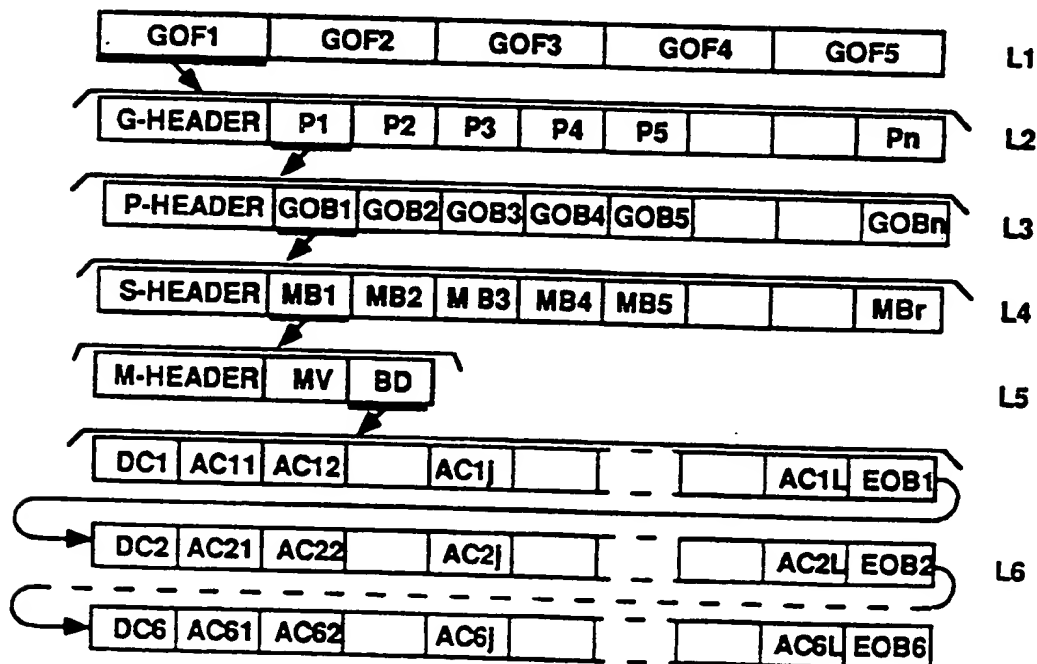 GOF1 GOF2 GOF3 GOF4 GOF5 L1
G-HEADER P1 P2 P3 P4 P5 Pn L2
P-HEADER GOB1 GOB2 GOB3 GOB4 GOB5 GOBn L3
S-HEADER MB1 MB2 M B3 MB4 MB5 MBr L4
M-HEADER MV BD L5
DC1 AC11 AC12 AC1j AC1L EOB1
DC2 AC21 AC22 AC2j AC2L EOB2 L6
DC6 AC61 AC62 AC6j AC6L EOB6